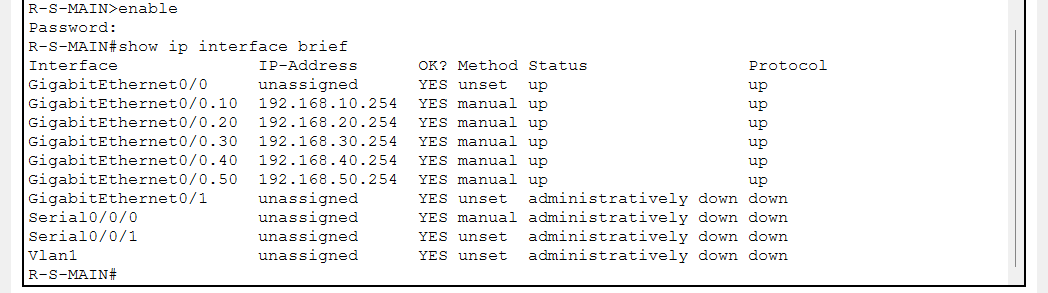 R-S-MAIN>enable
Password:
R-S-MAIN#show ip interface brief
Interface              IP-Address      OK? Method Status                Protocol
GigabitEthernet0/0     unassigned      YES unset  up                    up
GigabitEthernet0/0.10  192.168.10.254  YES manual up                    up
GigabitEthernet0/0.20  192.168.20.254  YES manual up                    up
GigabitEthernet0/0.30  192.168.30.254  YES manual up                    up
GigabitEthernet0/0.40  192.168.40.254  YES manual up                    up
GigabitEthernet0/0.50  192.168.50.254  YES manual up                    up
GigabitEthernet0/1     unassigned      YES unset  administratively down down
Serial0/0/0            unassigned      YES manual administratively down down
Serial0/0/1            unassigned      YES unset  administratively down down
Vlan1                  unassigned      YES unset  administratively down down
R-S-MAIN#